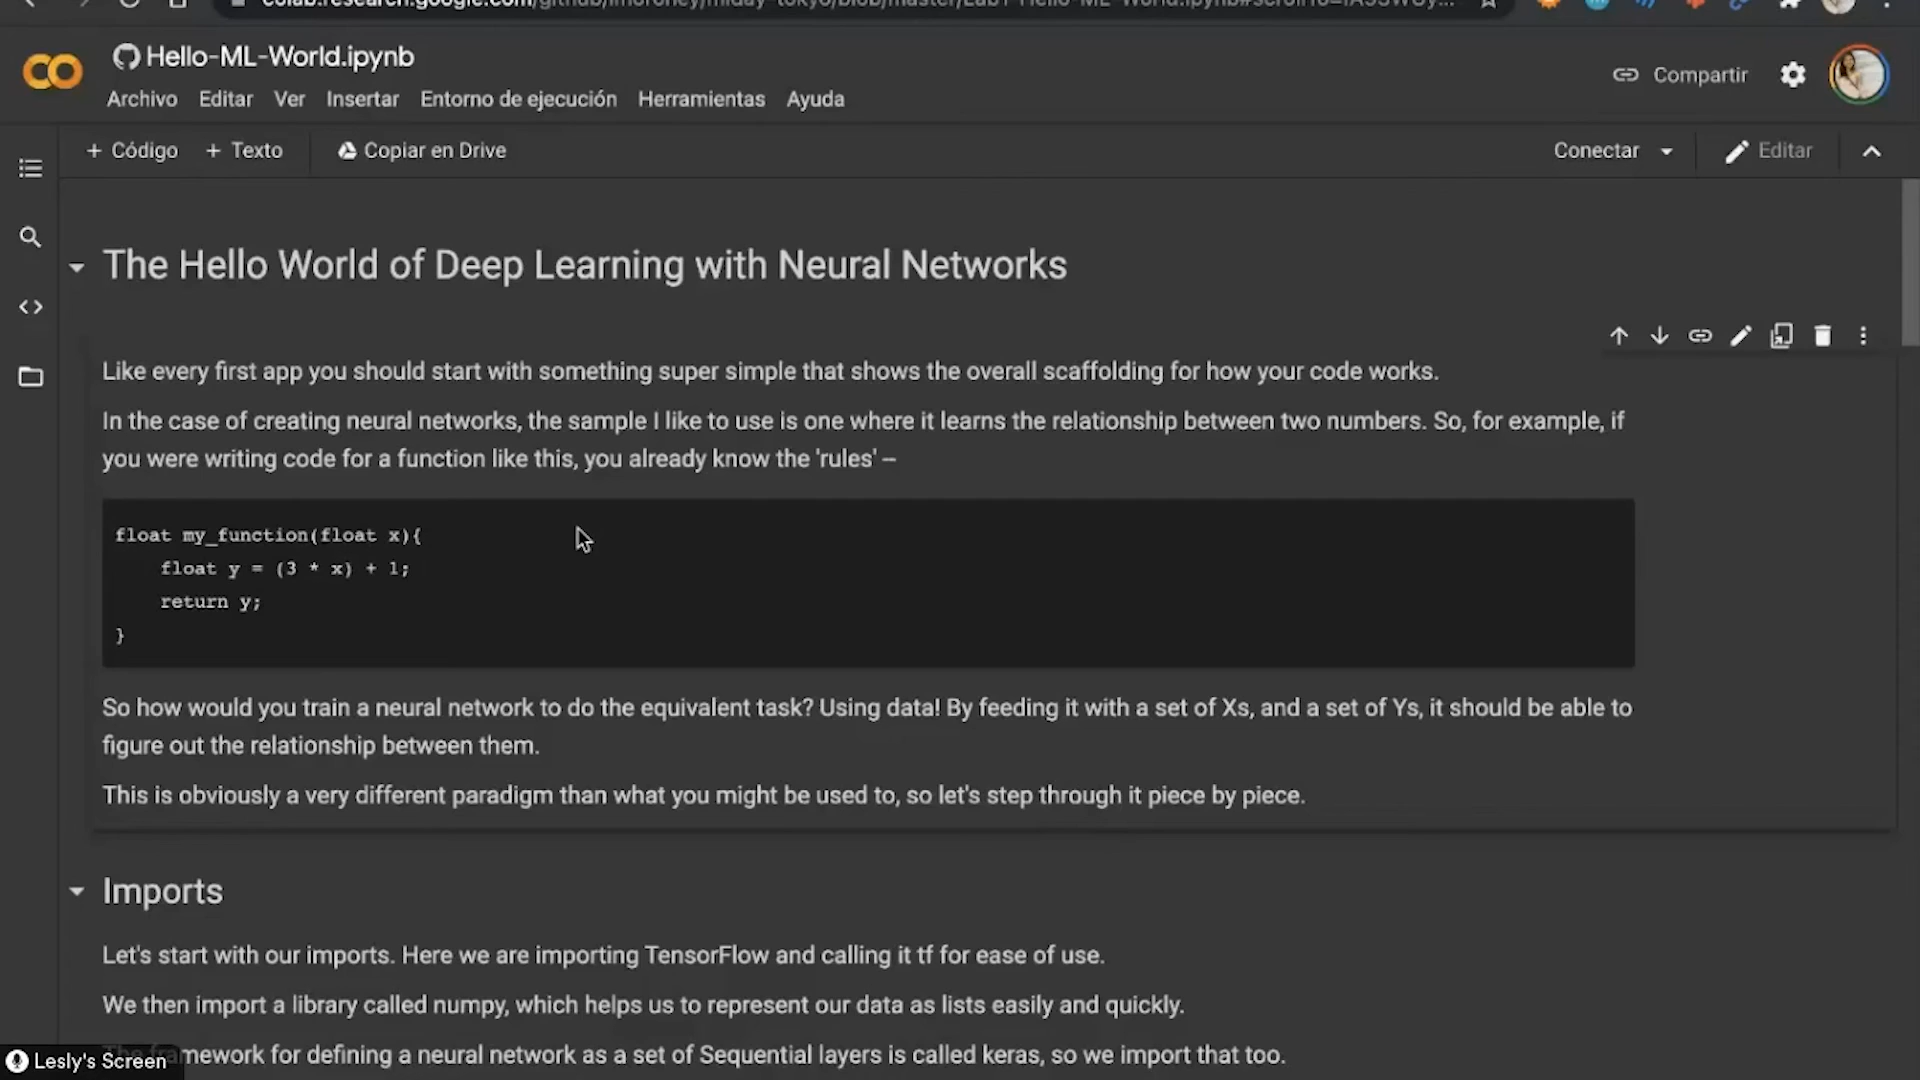 Hello-ML-World.ipynb
Archivo Editar Ver Insertar Entorno de ejecución Herramientas Ayuda
Compartir
+ Código + Texto Copiar en Drive
Conectar Editar
The Hello World of Deep Learning with Neural Networks
Like every first app you should start with something super simple that shows the overall scaffolding for how your code works.
In the case of creating neural networks, the sample I like to use is one where it learns the relationship between two numbers. So, for example, if
you were writing code for a function like this, you already know the 'rules' –
float my_function(float x){
    float y = (3 * x) + 1;
    return y;
}
So how would you train a neural network to do the equivalent task? Using data! By feeding it with a set of Xs, and a set of Ys, it should be able to
figure out the relationship between them.
This is obviously a very different paradigm than what you might be used to, so let's step through it piece by piece.
Imports
Let's start with our imports. Here we are importing TensorFlow and calling it tf for ease of use.
We then import a library called numpy, which helps us to represent our data as lists easily and quickly.
The framework for defining a neural network as a set of Sequential layers is called keras, so we import that too.
Lesly's Screen